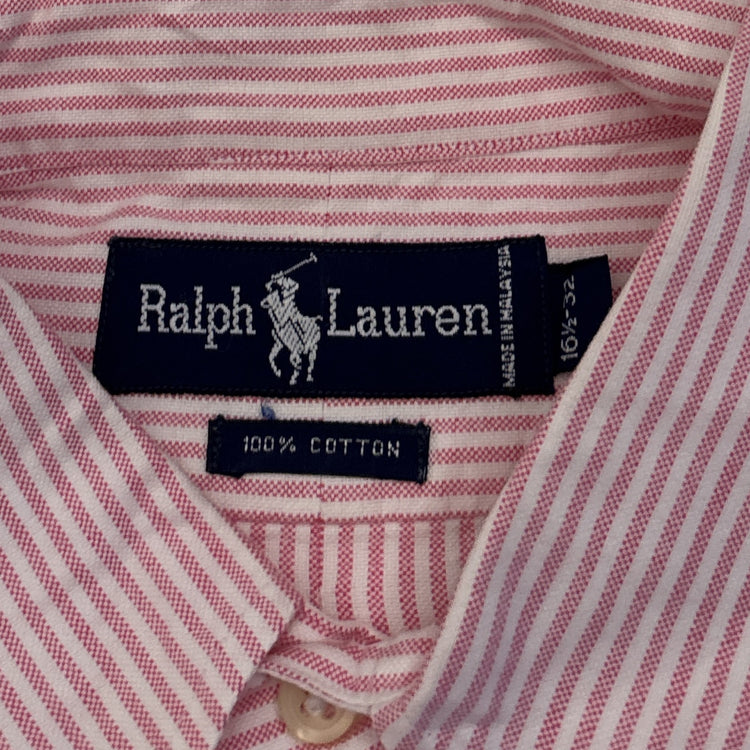 Ralph Lauren
MADE IN MALAYSIA
16½-32
100% COTTON